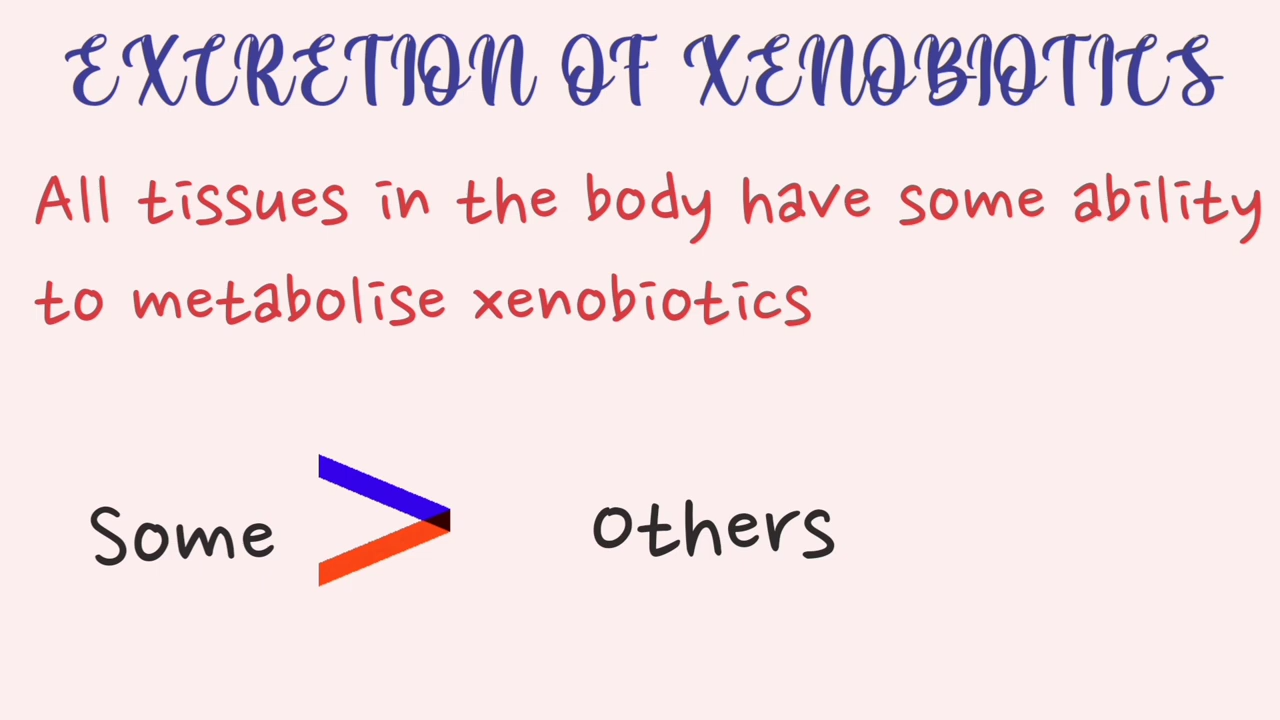 EXCRETION OF XENOBIOTICS
All tissues in the body have some ability
to metabolise xenobiotics
Some > Others